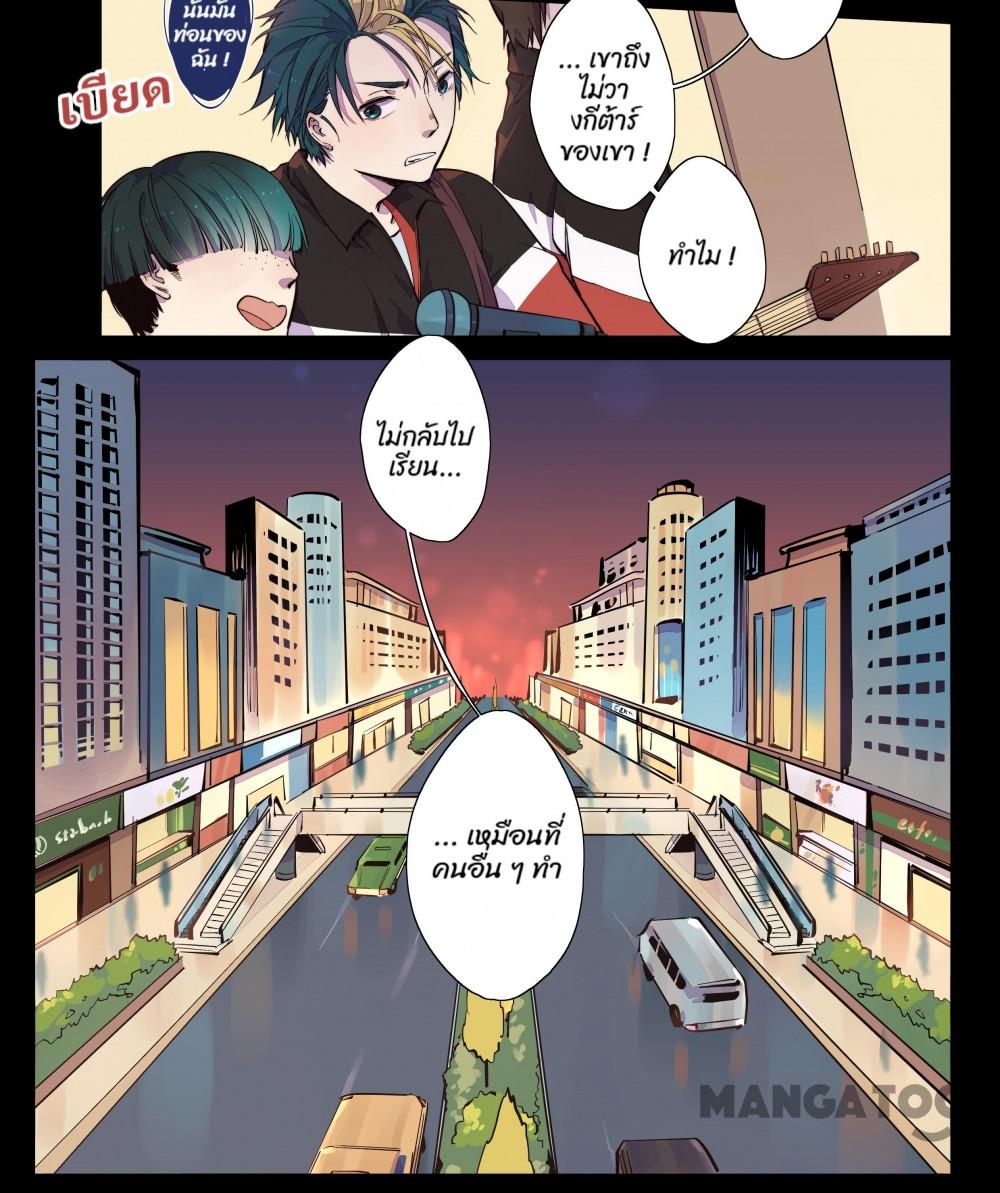 นั่นมัน
ท่อนของ
ฉัน !
เบียด
... เขาถึง
ไม่วา
งกีต้าร์
ของเขา !
ทำไม !
ไม่กลับไป
เรียน...
... เหมือนที่
คนอื่น ๆ ทำ
MANGATOO